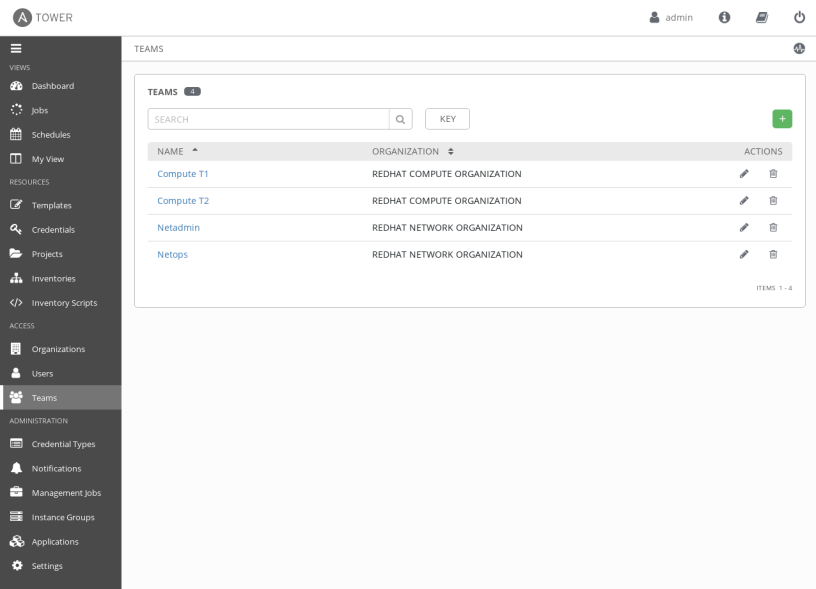 A TOWER
admin
TEAMS
VIEWS
Dashboard
Jobs
Schedules
My View
RESOURCES
Templates
Credentials
Projects
Inventories
Inventory Scripts
ACCESS
Organizations
Users
Teams
ADMINISTRATION
Credential Types
Notifications
Management Jobs
Instance Groups
Applications
Settings
TEAMS 4
SEARCH KEY
NAME ORGANIZATION ACTIONS
Compute T1 REDHAT COMPUTE ORGANIZATION
Compute T2 REDHAT COMPUTE ORGANIZATION
Netadmin REDHAT NETWORK ORGANIZATION
Netops REDHAT NETWORK ORGANIZATION
ITEMS 1 - 4